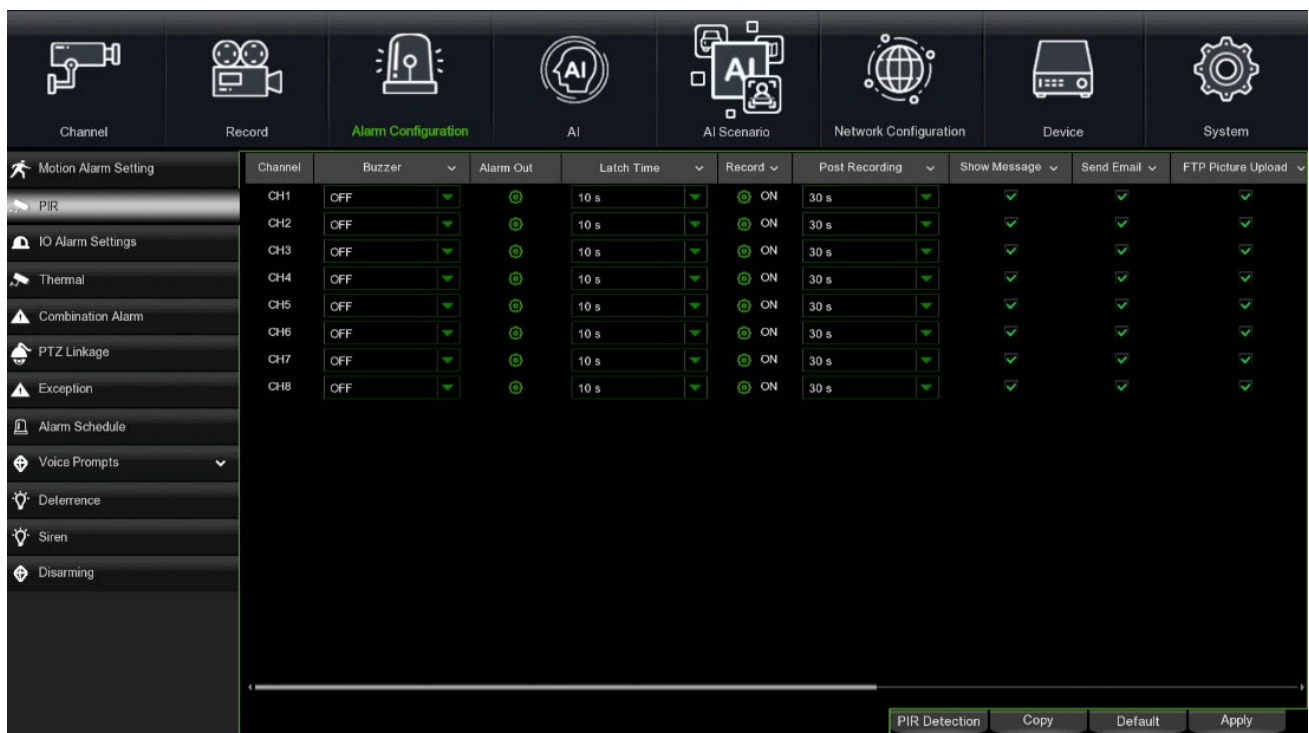 AI
AI
Channel
Record
Alarm Configuration
AI
AI Scenario
Network Configuration
Device
System
Motion Alarm Setting
PIR
IO Alarm Settings
Thermal
Combination Alarm
PTZ Linkage
Exception
Alarm Schedule
Voice Prompts
Deterrence
Siren
Disarming
Channel Buzzer Alarm Out Latch Time Record Post Recording Show Message Send Email FTP Picture Upload
CH1 OFF 10 s ON 30 s
CH2 OFF 10 s ON 30 s
CH3 OFF 10 s ON 30 s
CH4 OFF 10 s ON 30 s
CH5 OFF 10 s ON 30 s
CH6 OFF 10 s ON 30 s
CH7 OFF 10 s ON 30 s
CH8 OFF 10 s ON 30 s
PIR Detection Copy Default Apply